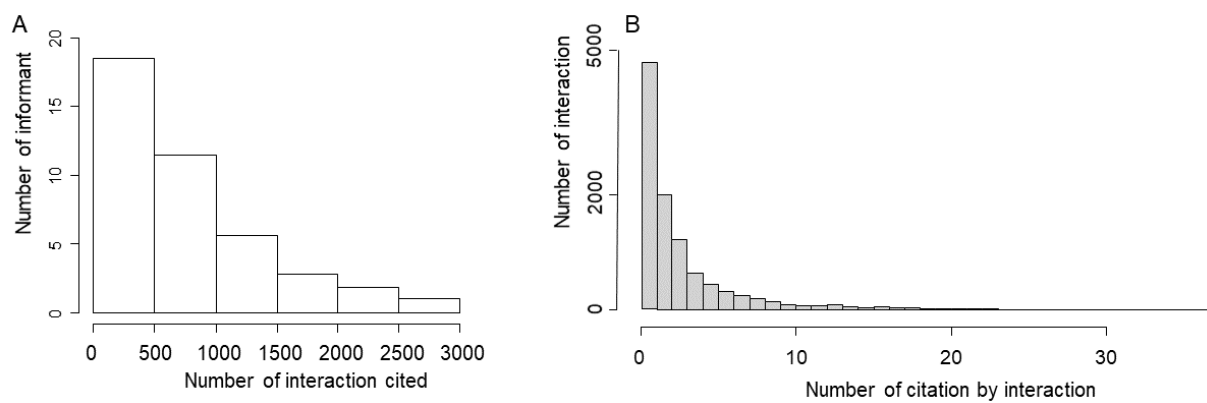 A
Number of informant
20
15
10
5
0
0 500 1000 1500 2000 2500 3000
Number of interaction cited
B
Number of interaction
5000
2000
0
0 10 20 30
Number of citation by interaction